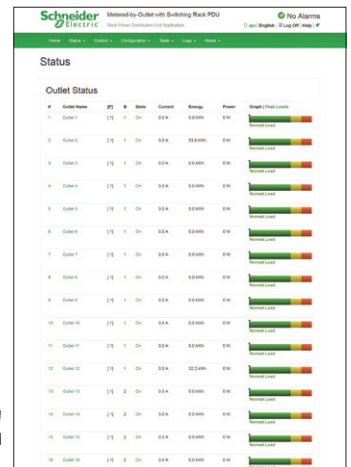 Schneider Electric
Metered-by-Outlet with Switching Rack PDU
Rack Power Distribution Unit Appliance
No Alarms
apc | English | Log Off | Help |
Home Status Control Configuration Tests Logs About
Status
Outlet Status
# Outlet Name [P] B State Current Energy Power Graph | Peak Loads
1 Outlet 1 [1] 1 On 0.0 A 0.0 kWh 0 W
Normal Load
2 Outlet 2 [1] 1 On 0.0 A kWh 0 W
Normal Load
3 Outlet 3 [1] 1 On 0.0 A 0.0 kWh 0 W
Normal Load
4 Outlet 4 [1] 1 On 0.0 A 0.0 kWh 0 W
Normal Load
5 Outlet 5 [1] 1 On 0.0 A 0.0 kWh 0 W
Normal Load
6 Outlet 6 [1] 1 On 0.0 A 0.0 kWh 0 W
Normal Load
7 Outlet 7 [1] 1 On 0.0 A 0.0 kWh 0 W
Normal Load
8 Outlet 8 [1] 1 On 0.0 A 0.0 kWh 0 W
Normal Load
9 Outlet 9 [1] 1 On 0.0 A 0.0 kWh 0 W
Normal Load
10 Outlet 10 [1] 1 On 0.0 A 0.0 kWh 0 W
Normal Load
11 Outlet 11 [1] 1 On 0.0 A 0.0 kWh 0 W
Normal Load
12 Outlet 12 [1] 1 On 0.0 A 32.2 kWh 0 W
Normal Load
13 Outlet 13 [1] 2 On 0.0 A 0.0 kWh 0 W
Normal Load
14 Outlet 14 [1] 2 On 0.0 A 0.0 kWh 0 W
Normal Load
15 Outlet 15 [1] 2 On 0.0 A 0.0 kWh 0 W
Normal Load
16 Outlet 16 [1] 2 On 0.0 A 0.0 kWh 0 W
Normal Load